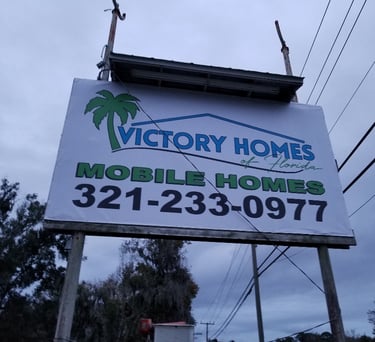 VICTORY HOMES
of Florida
MOBILE HOMES
321-233-0977